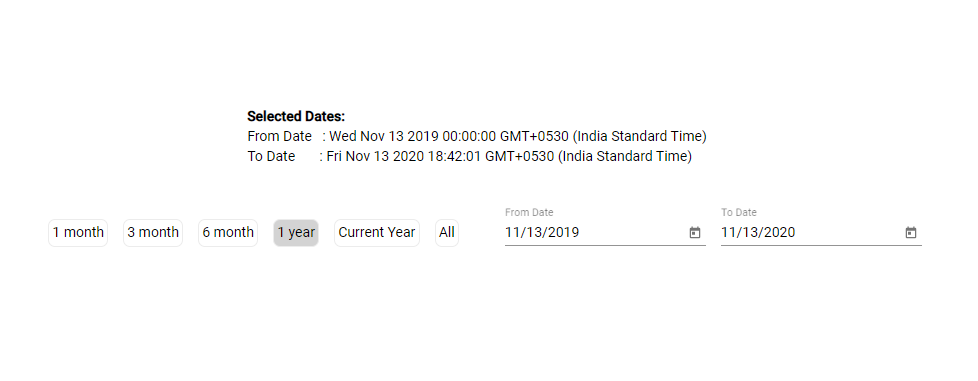 Selected Dates:
From Date : Wed Nov 13 2019 00:00:00 GMT+0530 (India Standard Time)
To Date : Fri Nov 13 2020 18:42:01 GMT+0530 (India Standard Time)
1 month 3 month 6 month 1 year Current Year All
From Date To Date
11/13/2019 11/13/2020